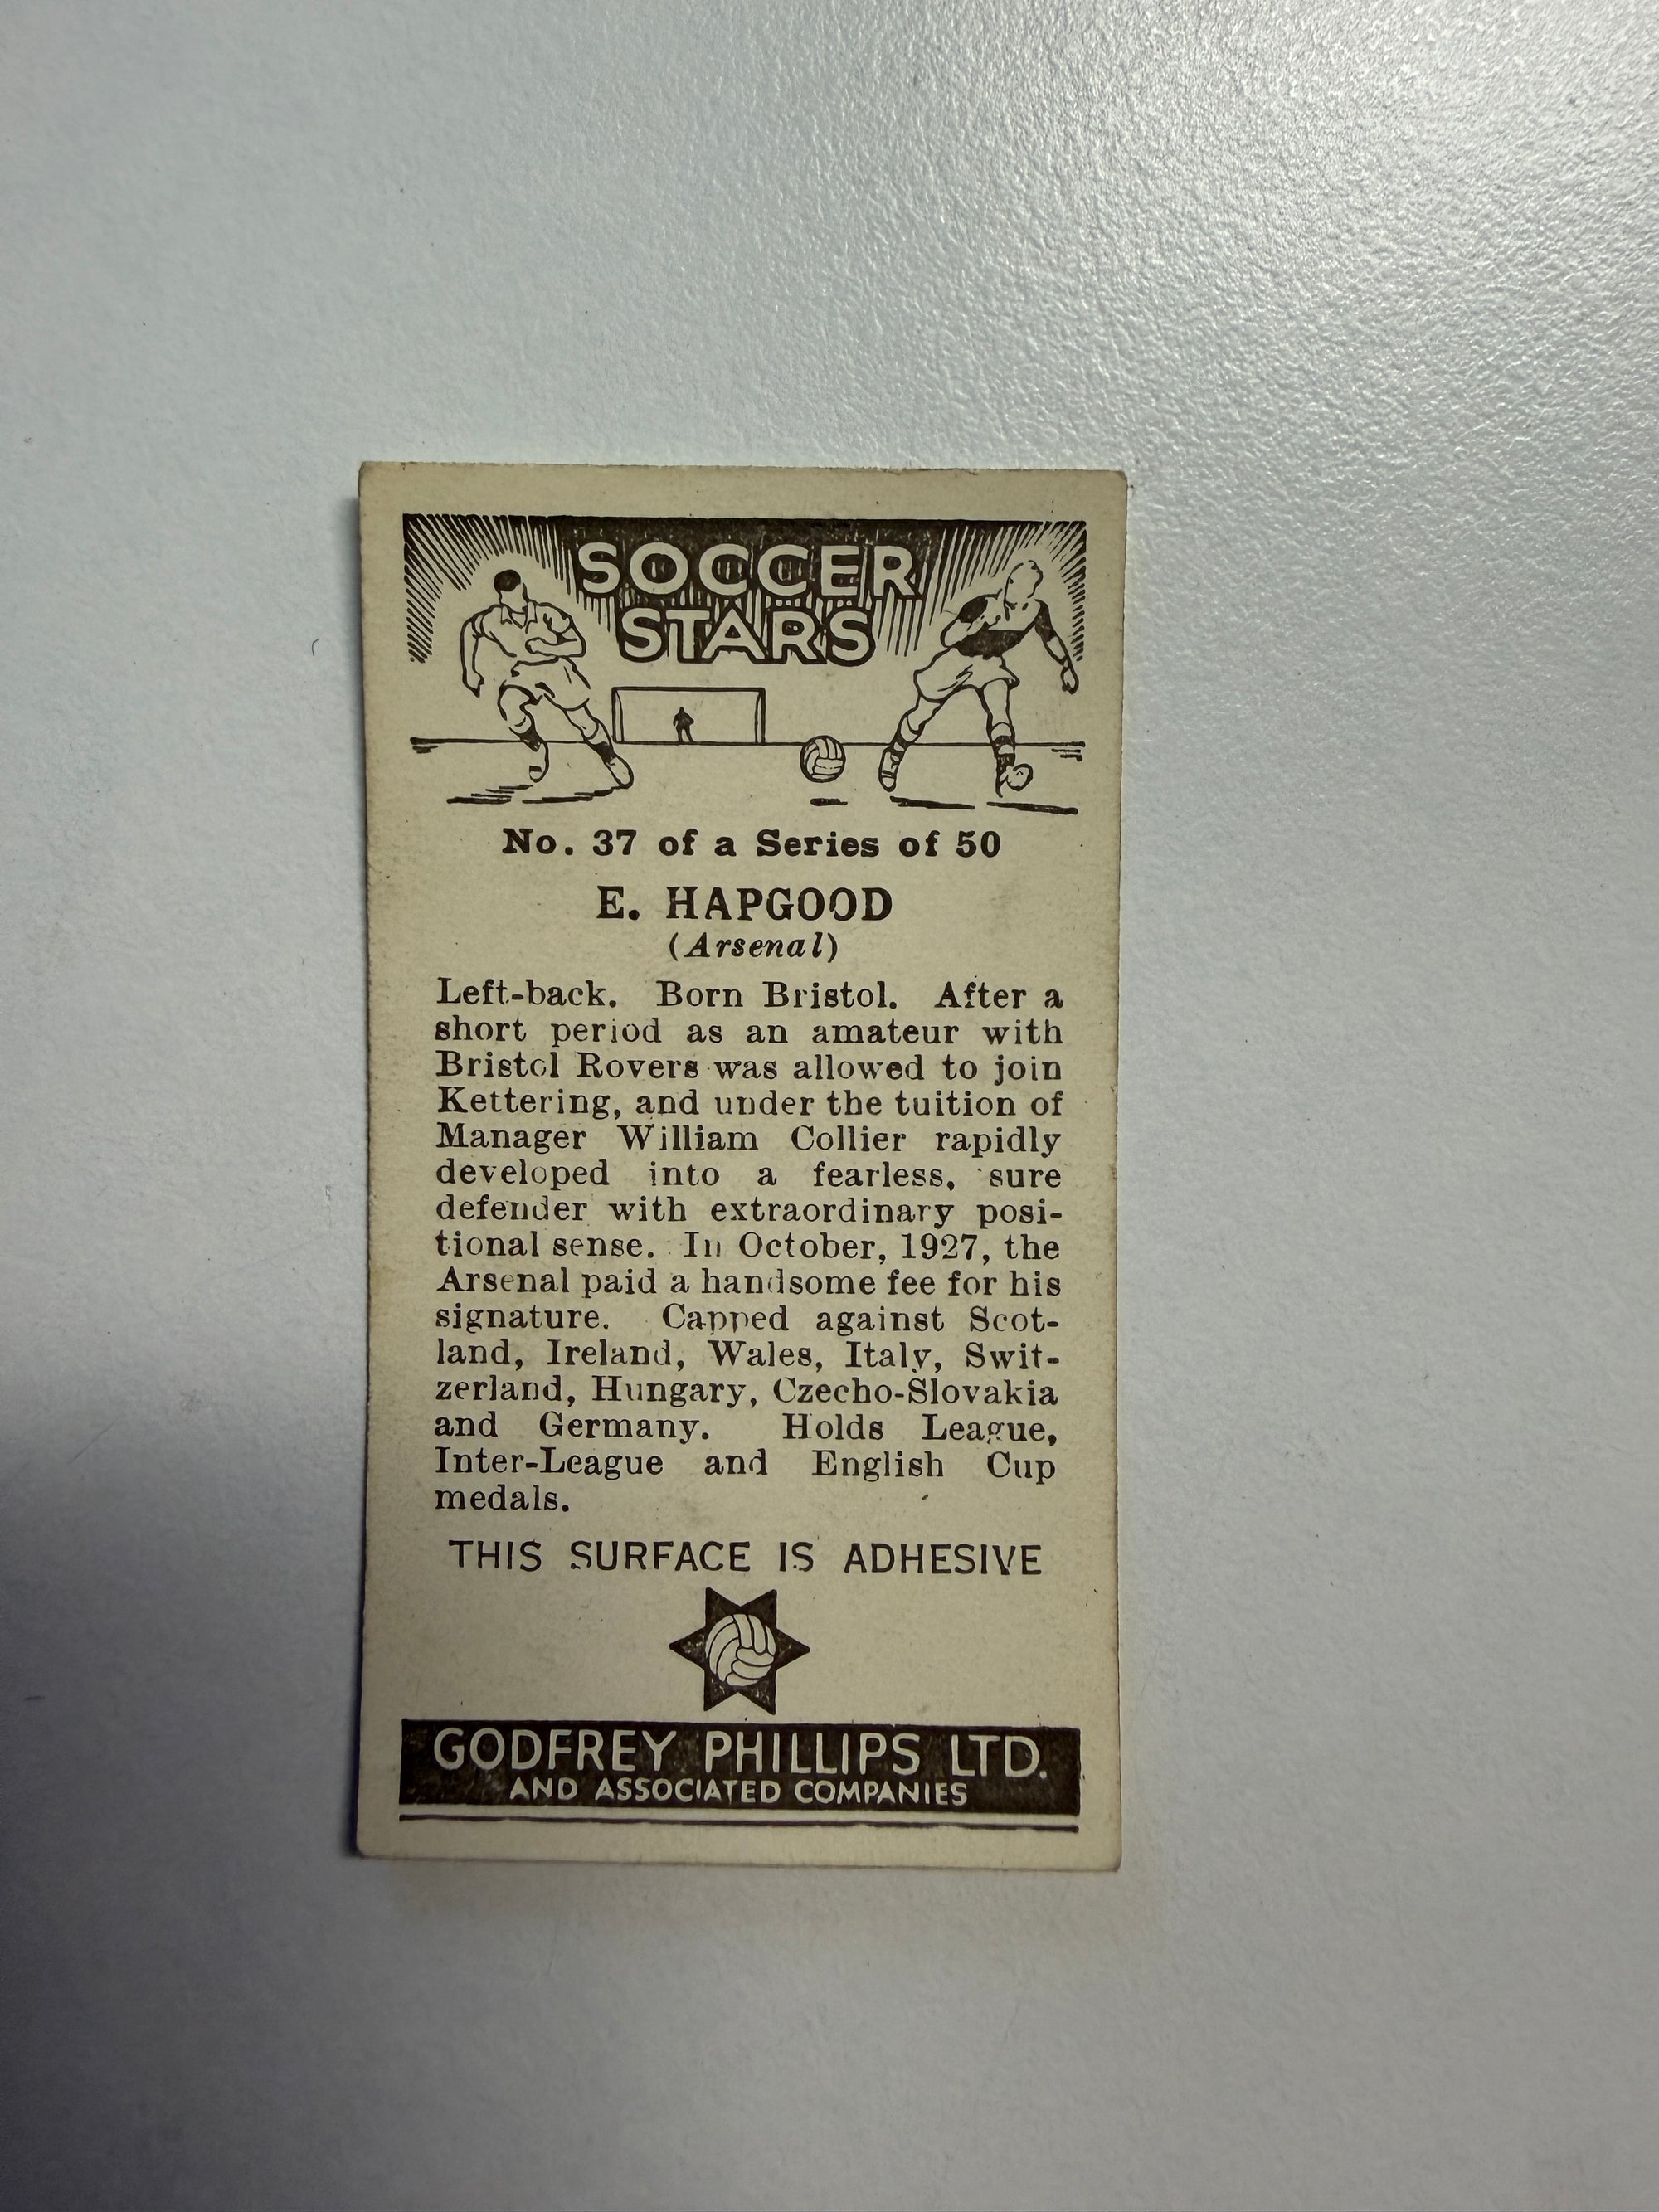 SOCCER
STARS
No. 37 of a Series of 50
E. HAPGOOD
(Arsenal)
Left-back. Born Bristol. After a
short period as an amateur with
Bristol Rovers was allowed to join
Kettering, and under the tuition of
Manager William Collier rapidly
developed into a fearless, sure
defender with extraordinary posi-
tional sense. In October, 1927, the
Arsenal paid a handsome fee for his
signature. Capped against Scot-
land, Ireland, Wales, Italy, Swit-
zerland, Hungary, Czecho-Slovakia
and Germany. Holds League,
Inter-League and English Cup
medals.
THIS SURFACE IS ADHESIVE
GODFREY PHILLIPS LTD.
AND ASSOCIATED COMPANIES